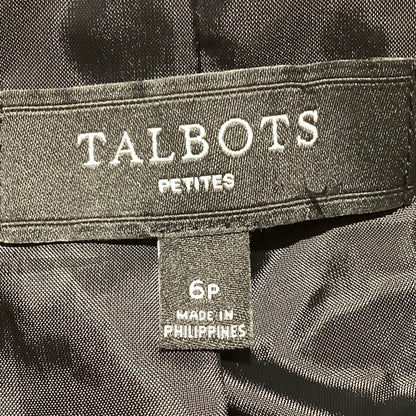 TALBOTS
PETITES
6P
MADE IN
PHILIPPINES